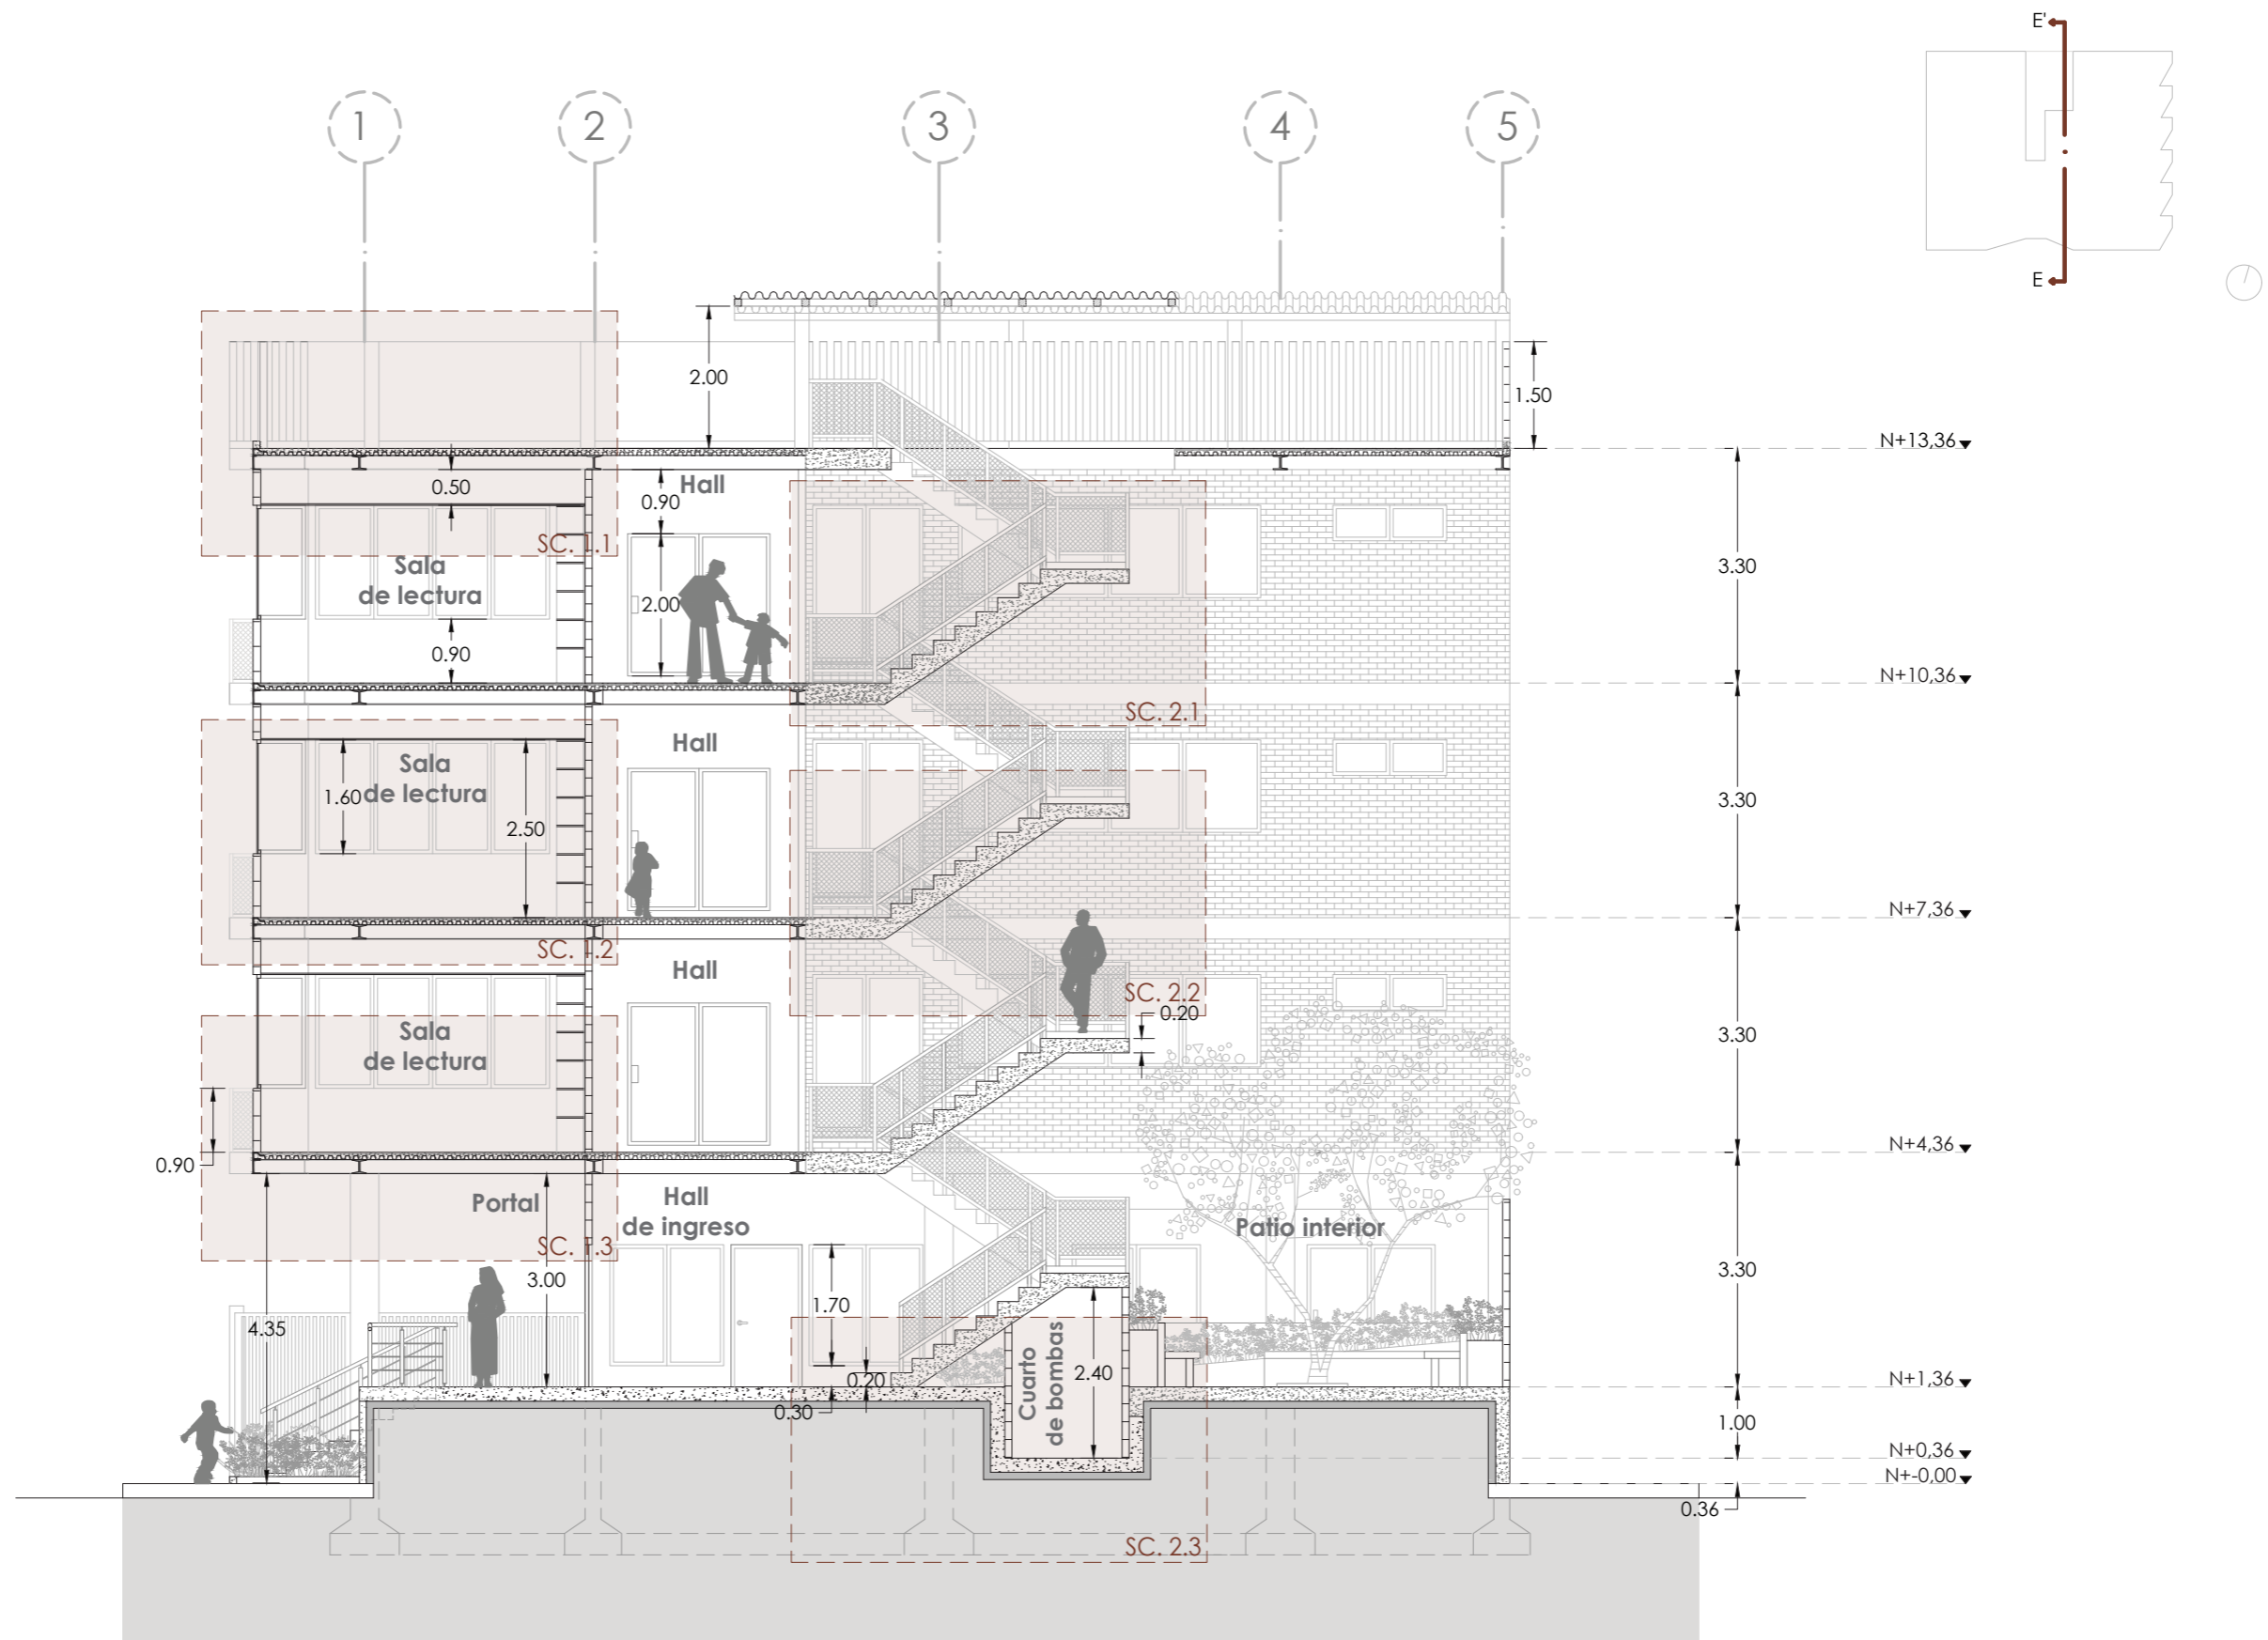 E'
1
2
3
4
5
E
2.00
1.50
N+13,36
0.50
0.90
Hall
SC. 1.1
Sala
de lectura
2.00
3.30
0.90
N+10,36
SC. 2.1
Hall
Sala
de lectura
1.60
2.50
3.30
N+7,36
SC. 1.2
Hall
SC. 2.2
0.20
Sala
de lectura
3.30
0.90
N+4,36
Portal
Hall
de ingreso
Patio interior
SC. 1.3
3.00
3.30
1.70
4.35
Cuarto
de bombas
2.40
0.20
0.30
N+1,36
1.00
N+0,36
N+-0,00
0.36
SC. 2.3